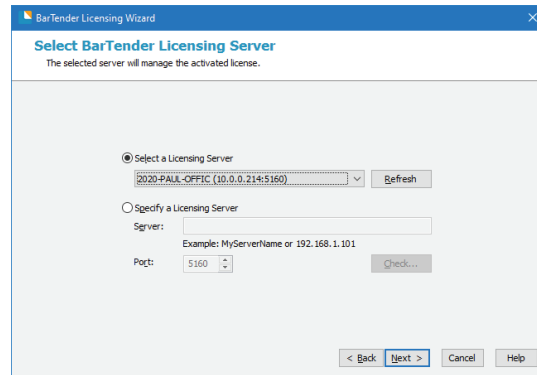 BarTender Licensing Wizard
Select BarTender Licensing Server
The selected server will manage the activated license.
Select a Licensing Server
2020-PAUL-OFFIC (10.0.0.214:5160)
Refresh
Specify a Licensing Server
Server:
Example: MyServerName or 192.168.1.101
Port:
5160
Check...
< Back
Next >
Cancel
Help